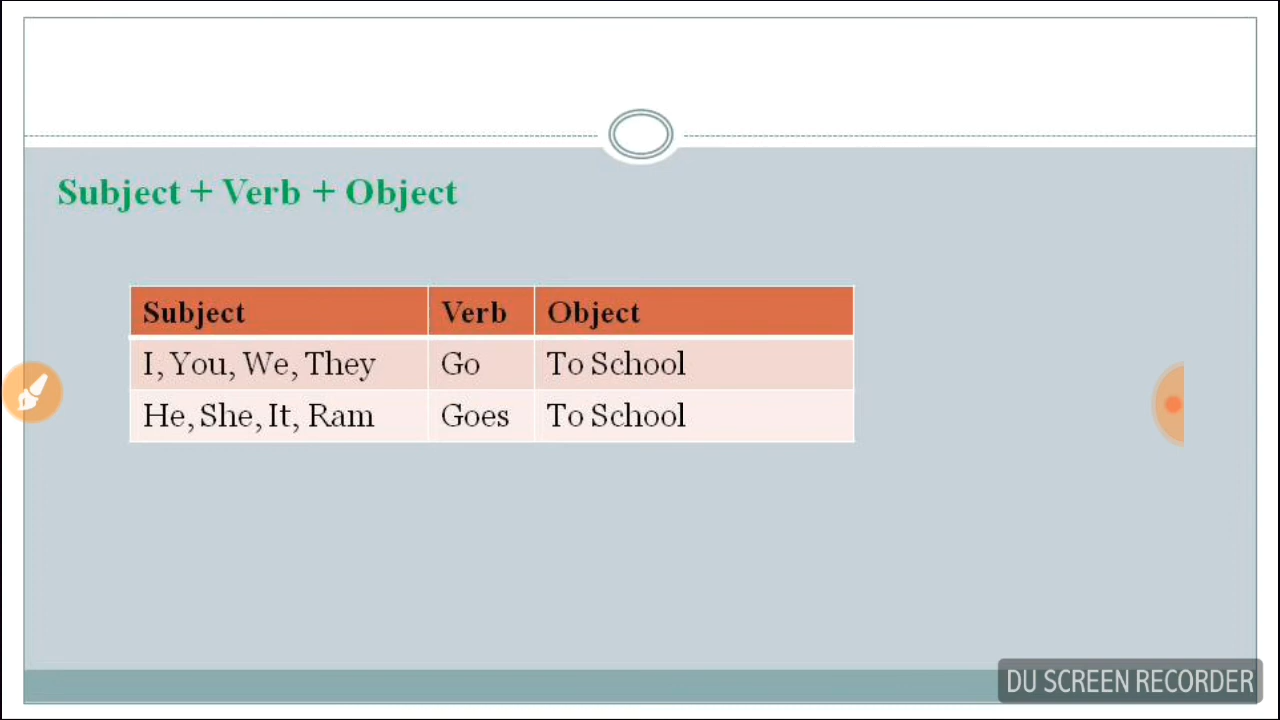 Subject + Verb + Object
Subject Verb Object
I, You, We, They Go To School
He, She, It, Ram Goes To School
DU SCREEN RECORDER